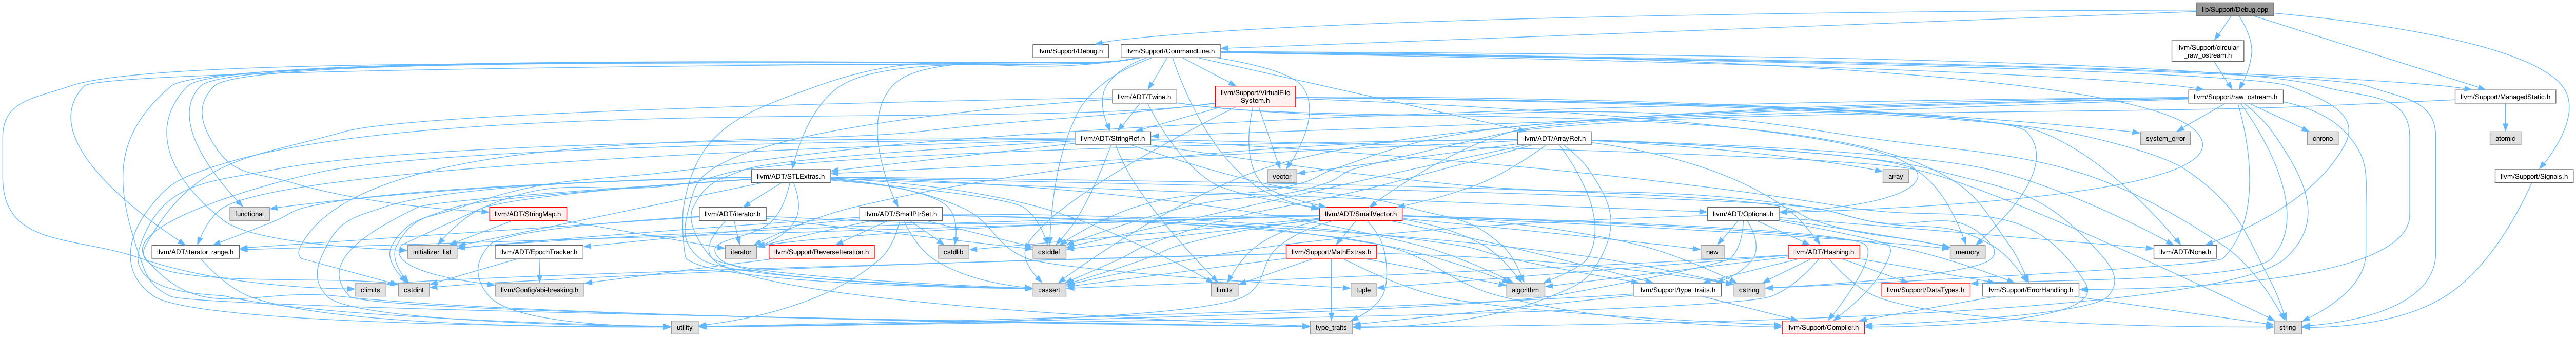 lib/Support/Debug.cpp
llvm/Support/Debug.h
llvm/Support/CommandLine.h
llvm/Support/circular
_raw_ostream.h
llvm/ADT/Twine.h
llvm/Support/VirtualFile
System.h
llvm/Support/raw_ostream.h
llvm/Support/ManagedStatic.h
llvm/ADT/StringRef.h
llvm/ADT/ArrayRef.h
system_error
chrono
atomic
llvm/ADT/STLExtras.h
vector
array
llvm/Support/Signals.h
functional
llvm/ADT/StringMap.h
llvm/ADT/iterator.h
llvm/ADT/SmallPtrSet.h
llvm/ADT/SmallVector.h
llvm/ADT/Optional.h
llvm/ADT/iterator_range.h
initializer_list
llvm/ADT/EpochTracker.h
iterator
llvm/Support/ReverseIteration.h
cstdlib
cstddef
llvm/Support/MathExtras.h
new
llvm/ADT/Hashing.h
memory
llvm/ADT/None.h
climits
cstdint
llvm/Config/abi-breaking.h
cassert
limits
tuple
algorithm
llvm/Support/type_traits.h
cstring
llvm/Support/DataTypes.h
llvm/Support/ErrorHandling.h
utility
type_traits
llvm/Support/Compiler.h
string